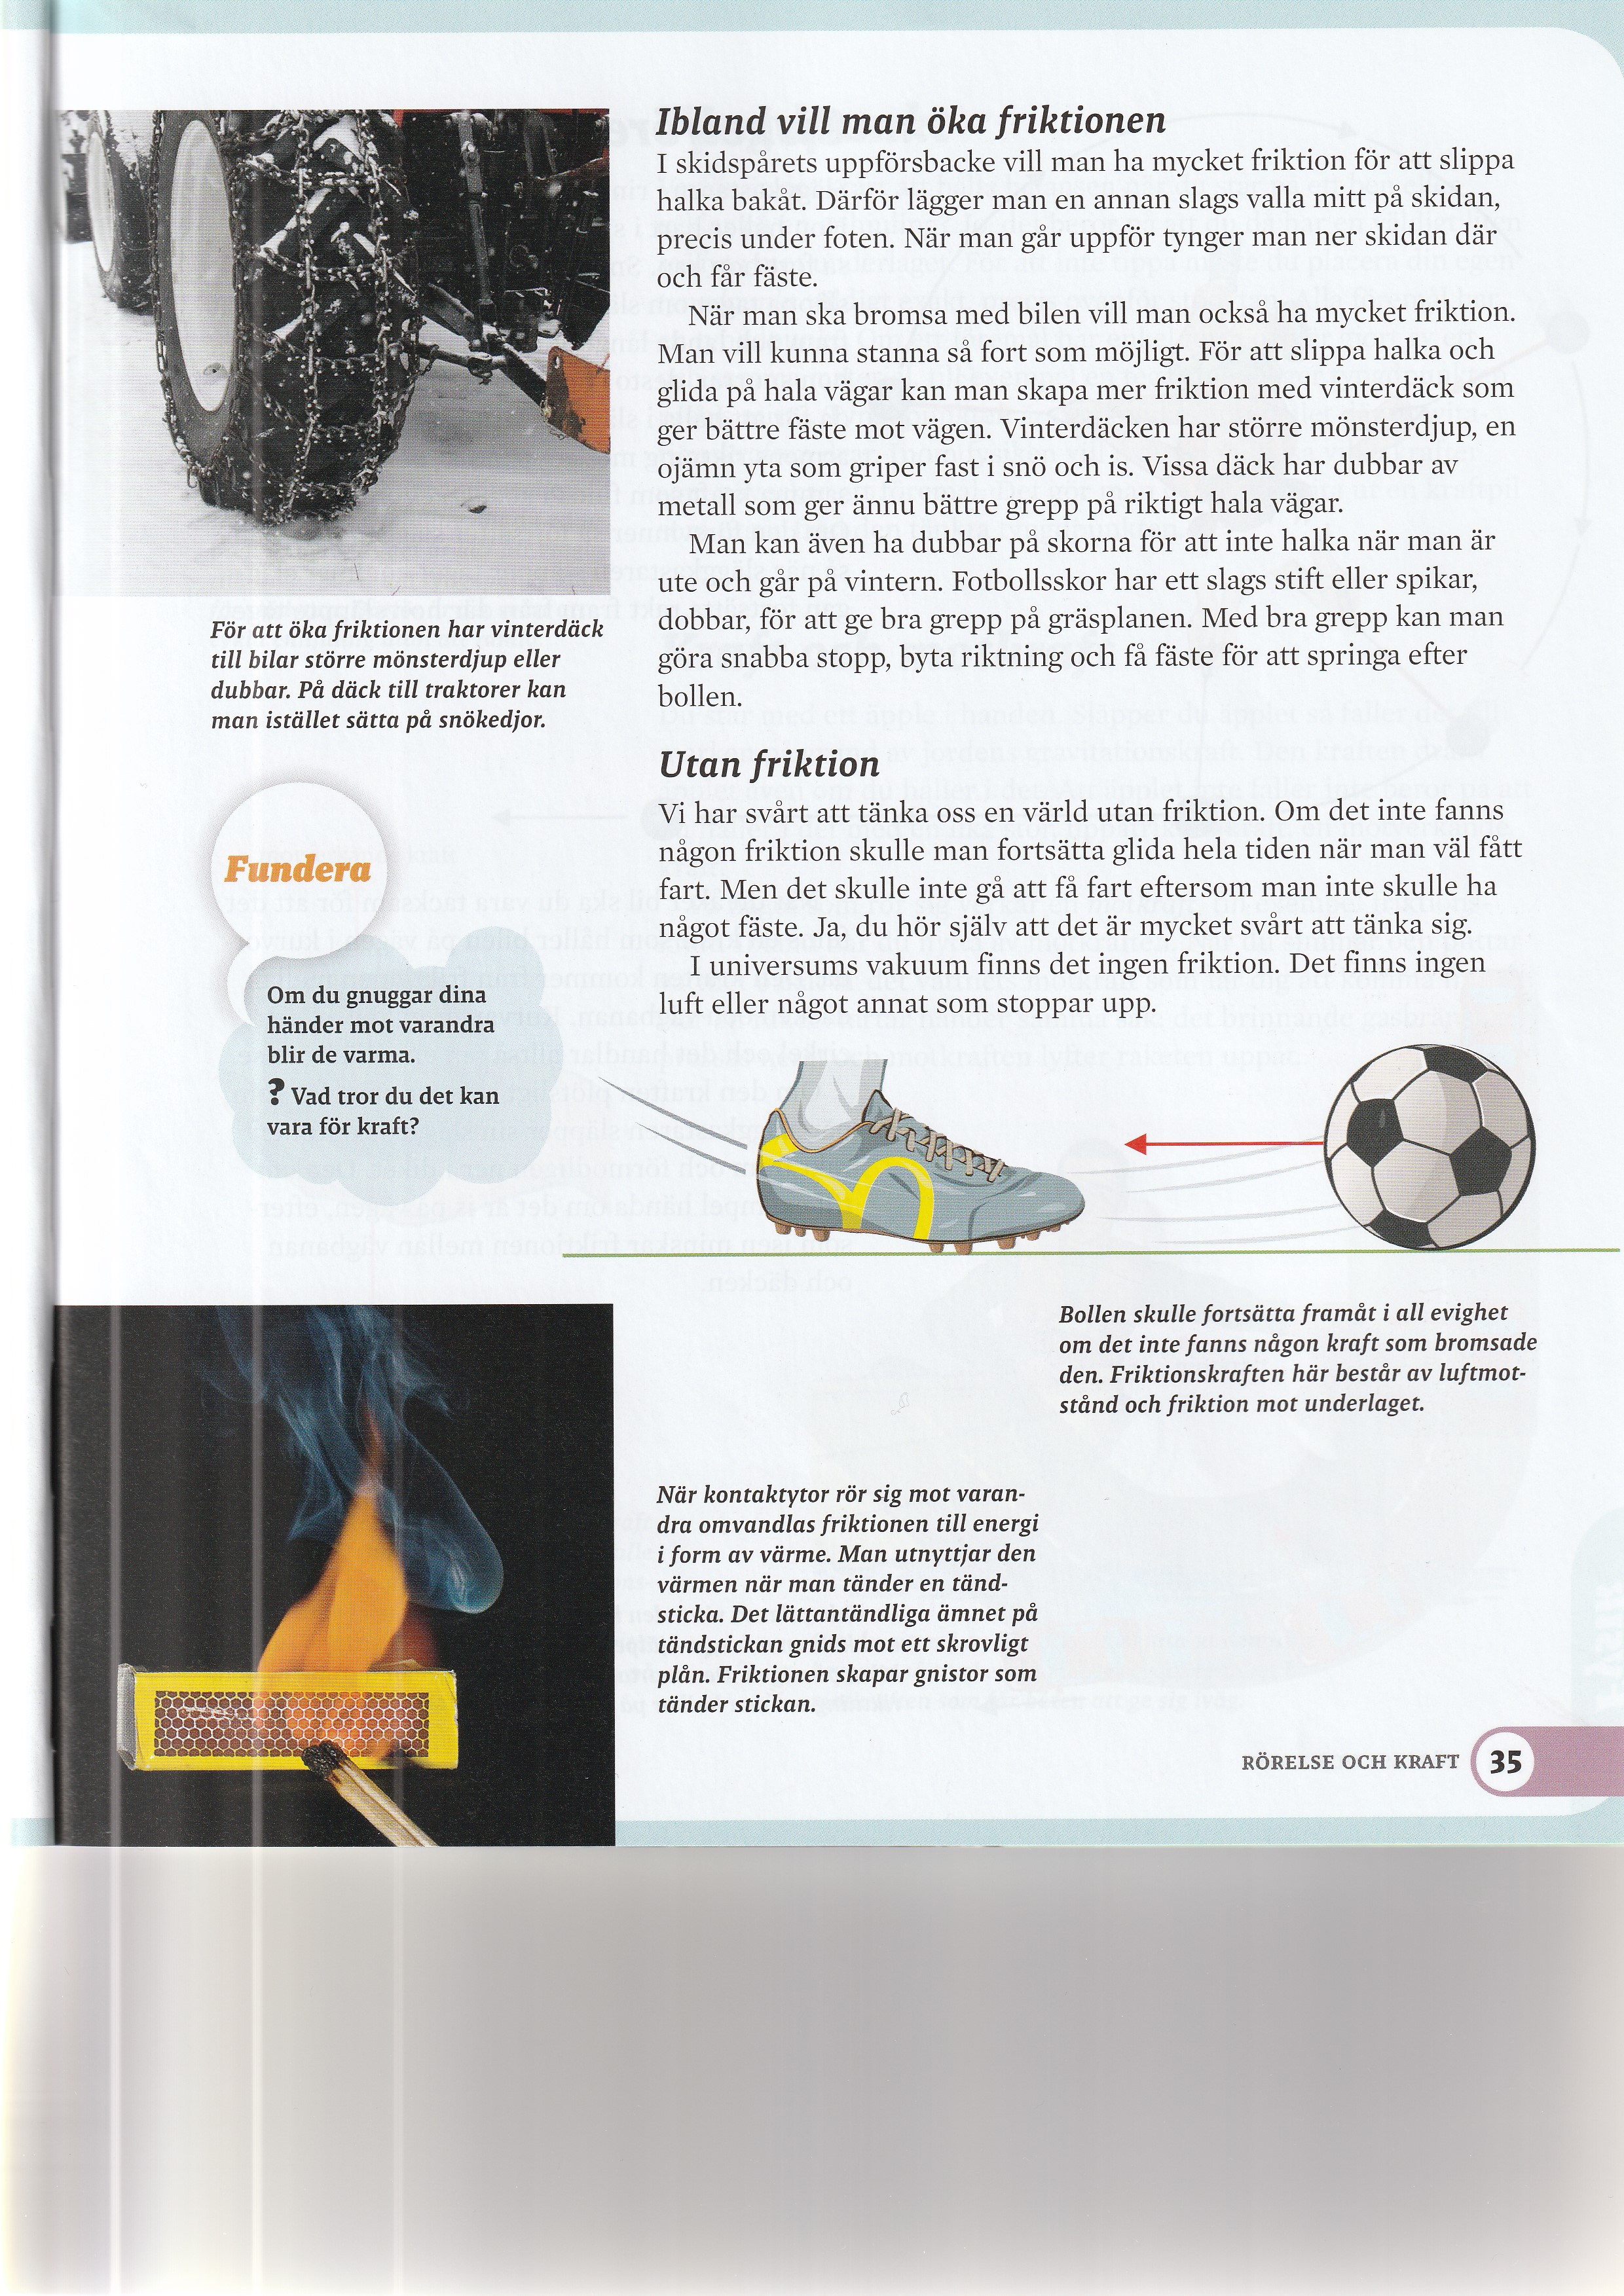 Ibland vill man öka friktionen
I skidspårets uppförsbacke vill man ha mycket friktion för att slippa
halka bakåt. Därför lägger man en annan slags valla mitt på skidan,
precis under foten. När man går uppför tynger man ner skidan där
och får fäste.
När man ska bromsa med bilen vill man också ha mycket friktion.
Man vill kunna stanna så fort som möjligt. För att slippa halka och
glida på hala vägar kan man skapa mer friktion med vinterdäck som
ger bättre fäste mot vägen. Vinterdäcken har större mönsterdjup, en
ojämn yta som griper fast i snö och is. Vissa däck har dubbar av
metall som ger ännu bättre grepp på riktigt hala vägar.
Man kan även ha dubbar på skorna för att inte halka när man är
ute och går på vintern. Fotbollsskor har ett slags stift eller spikar,
dobbar, för att ge bra grepp på gräsplanen. Med bra grepp kan man
göra snabba stopp, byta riktning och få fäste för att springa efter
bollen.
För att öka friktionen har vinterdäck
till bilar större mönsterdjup eller
dubbar. På däck till traktorer kan
man istället sätta på snökedjor.
Utan friktion
Vi har svårt att tänka oss en värld utan friktion. Om det inte fanns
någon friktion skulle man fortsätta glida hela tiden när man väl fått
fart. Men det skulle inte gå att få fart eftersom man inte skulle ha
något fäste. Ja, du hör själv att det är mycket svårt att tänka sig.
I universums vakuum finns det ingen friktion. Det finns ingen
luft eller något annat som stoppar upp.
Fundera
Om du gnuggar dina
händer mot varandra
blir de varma.
? Vad tror du det kan
vara för kraft?
Bollen skulle fortsätta framåt i all evighet
om det inte fanns någon kraft som bromsade
den. Friktionskraften här består av luftmot-
stånd och friktion mot underlaget.
När kontaktytor rör sig mot varan-
dra omvandlas friktionen till energi
i form av värme. Man utnyttjar den
värmen när man tänder en tänd-
sticka. Det lättantändliga ämnet på
tändstickan gnids mot ett skrovligt
plån. Friktionen skapar gnistor som
tänder stickan.
RÖRELSE OCH KRAFT 35